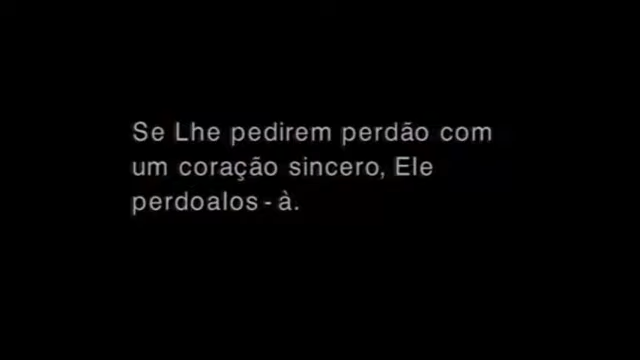 Se Lhe pedirem perdão com
um coração sincero, Ele
perdoalos - à.